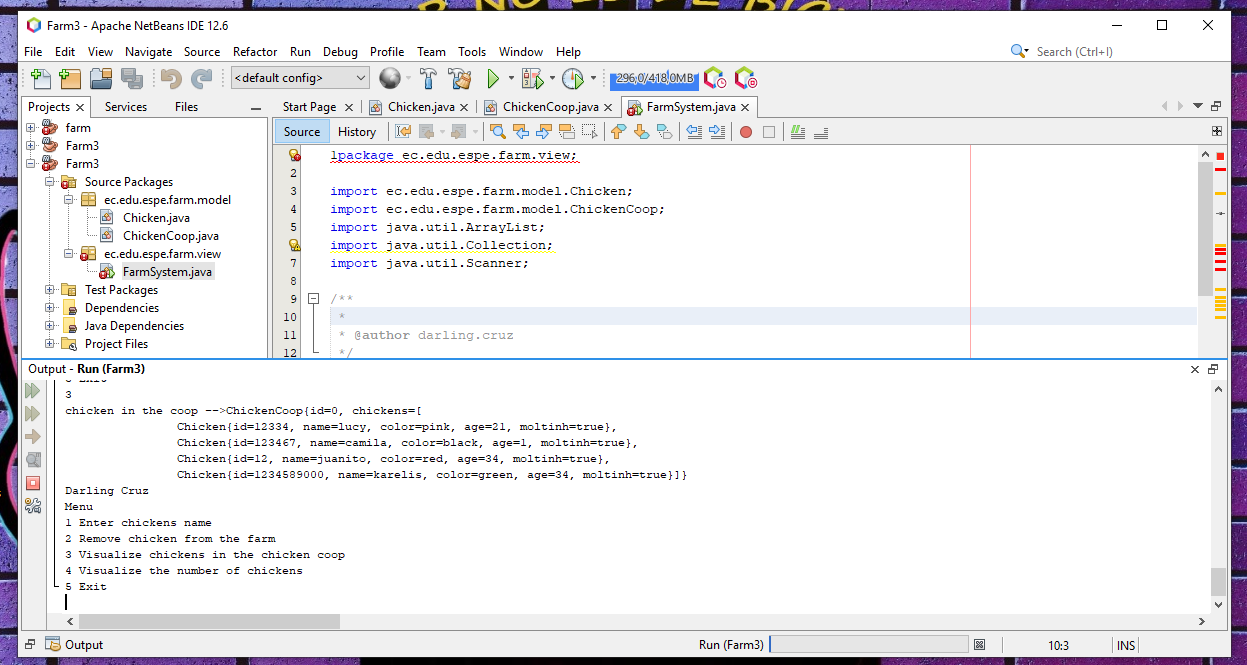 Farm3 - Apache NetBeans IDE 12.6
File Edit View Navigate Source Refactor Run Debug Profile Team Tools Window Help
Search (Ctrl+I)
<default config>
296,0/418,0MB
Projects Services Files
Start Page Chicken.java ChickenCoop.java FarmSystem.java
Source History
farm
Farm3
Farm3
Source Packages
ec.edu.espe.farm.model
Chicken.java
ChickenCoop.java
ec.edu.espe.farm.view
FarmSystem.java
Test Packages
Dependencies
Java Dependencies
Project Files
lpackage ec.edu.espe.farm.view;
2
3 import ec.edu.espe.farm.model.Chicken;
4 import ec.edu.espe.farm.model.ChickenCoop;
5 import java.util.ArrayList;
import java.util.Collection;
7 import java.util.Scanner;
8
9 /**
10 *
11 * @author darling.cruz
12 */
Output - Run (Farm3)
3
chicken in the coop -->ChickenCoop{id=0, chickens=[
Chicken{id=12334, name=lucy, color=pink, age=21, moltinh=true},
Chicken{id=123467, name=camila, color=black, age=1, moltinh=true},
Chicken{id=12, name=juanito, color=red, age=34, moltinh=true},
Chicken{id=1234589000, name=karelis, color=green, age=34, moltinh=true}]}
Darling Cruz
Menu
1 Enter chickens name
2 Remove chicken from the farm
3 Visualize chickens in the chicken coop
4 Visualize the number of chickens
5 Exit
Output
Run (Farm3)
10:3
INS